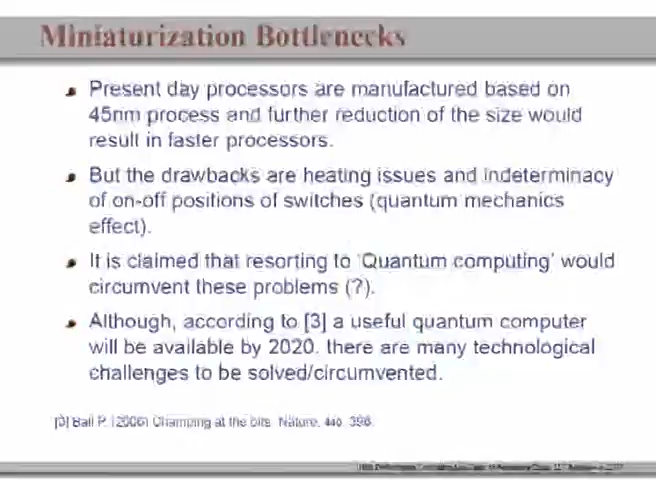 Miniaturization Bottlenecks
Present day processors are manufactured based on
45nm process and further reduction of the size would
result in faster processors.
But the drawbacks are heating issues and indeterminacy
of on-off positions of switches (quantum mechanics
effect).
It is claimed that resorting to 'Quantum computing' would
circumvent these problems (?).
Although, according to [3] a useful quantum computer
will be available by 2020. there are many technological
challenges to be solved/circumvented.
[3] Ball P. (2006) Champing at the bits. Nature, 440, 398.